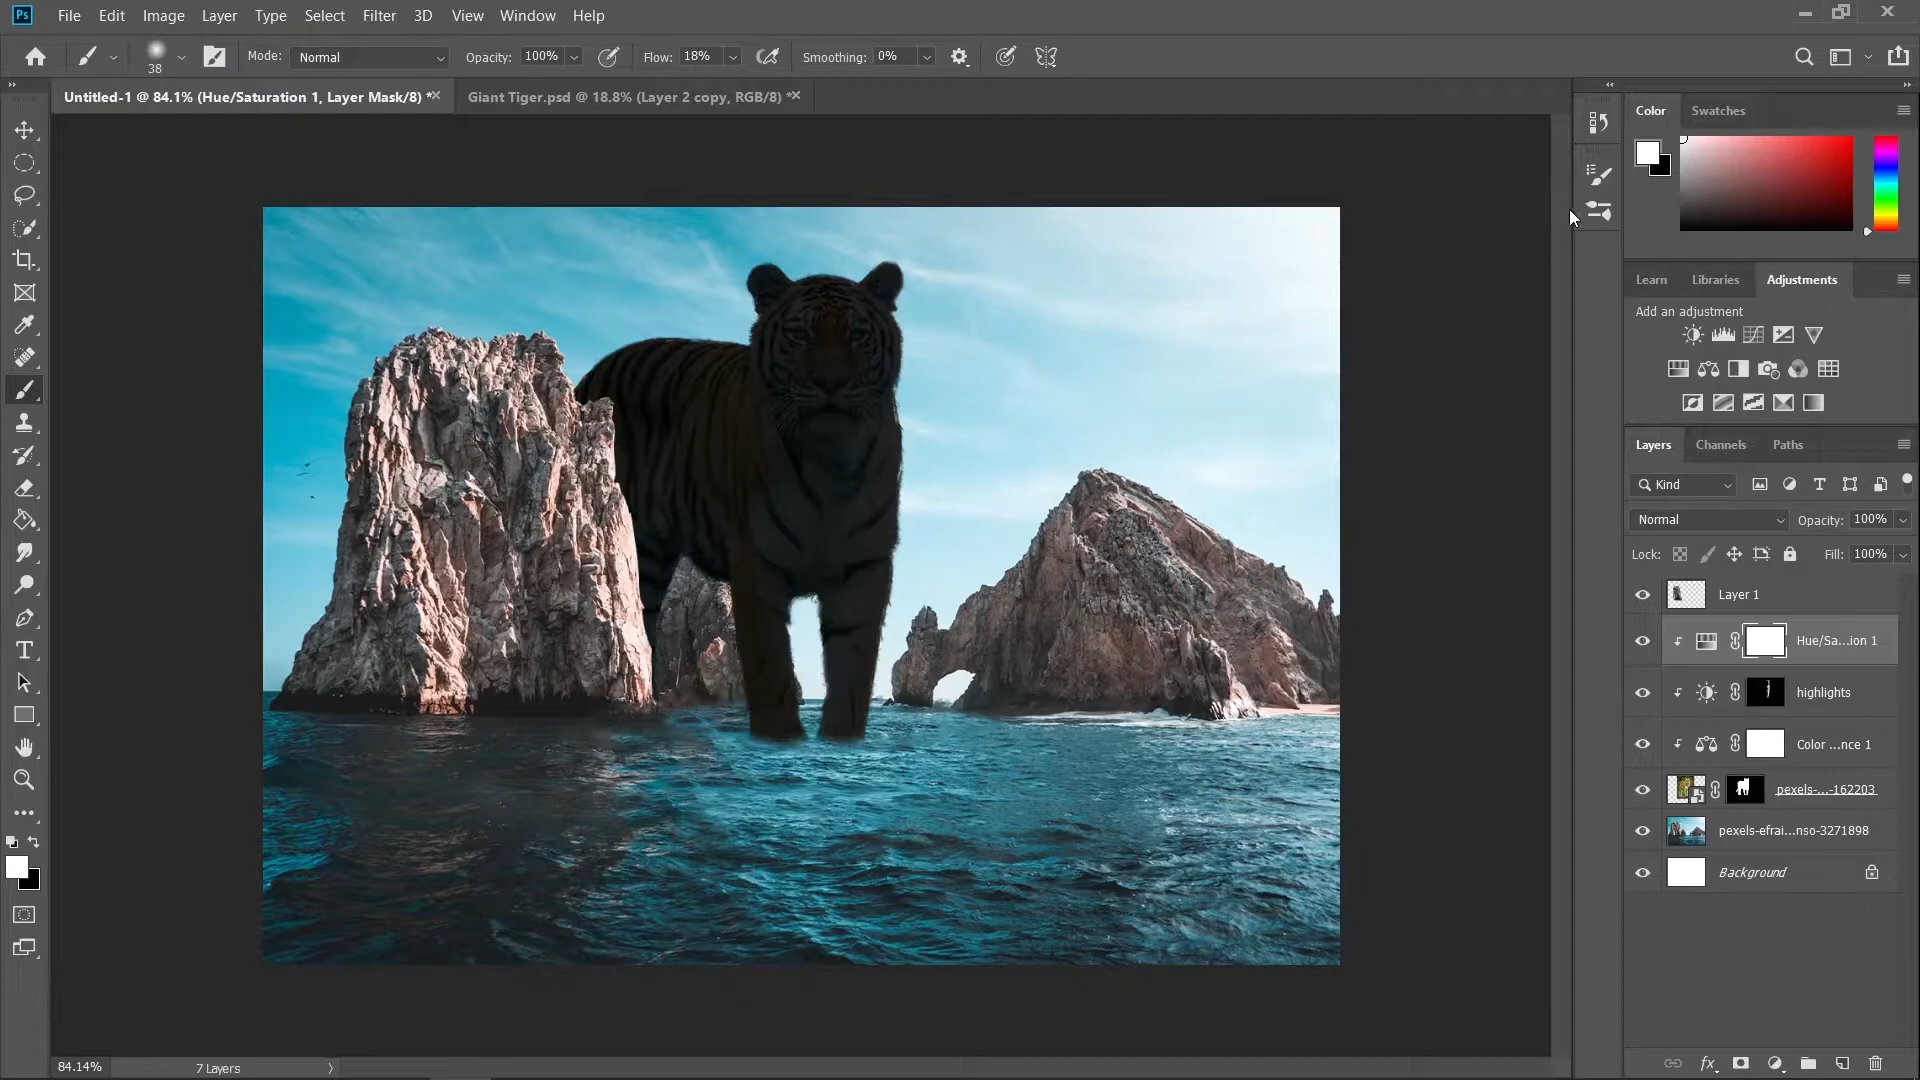 Ps File Edit Image Layer Type Select Filter 3D View Window Help
38 Mode: Normal Opacity: 100% Flow: 18% Smoothing: 0%
Untitled-1 @ 84.1% (Hue/Saturation 1, Layer Mask/8) * Giant Tiger.psd @ 18.8% (Layer 2 copy, RGB/8) *
Color Swatches
Learn Libraries Adjustments
Add an adjustment
Layers Channels Paths
Kind
Normal Opacity: 100%
Lock: Fill: 100%
Layer 1
Hue/Sa...ion 1
highlights
Color ...nce 1
pexels-...-162203
pexels-efrai...nso-3271898
Background
fx
84.14% 7 Layers